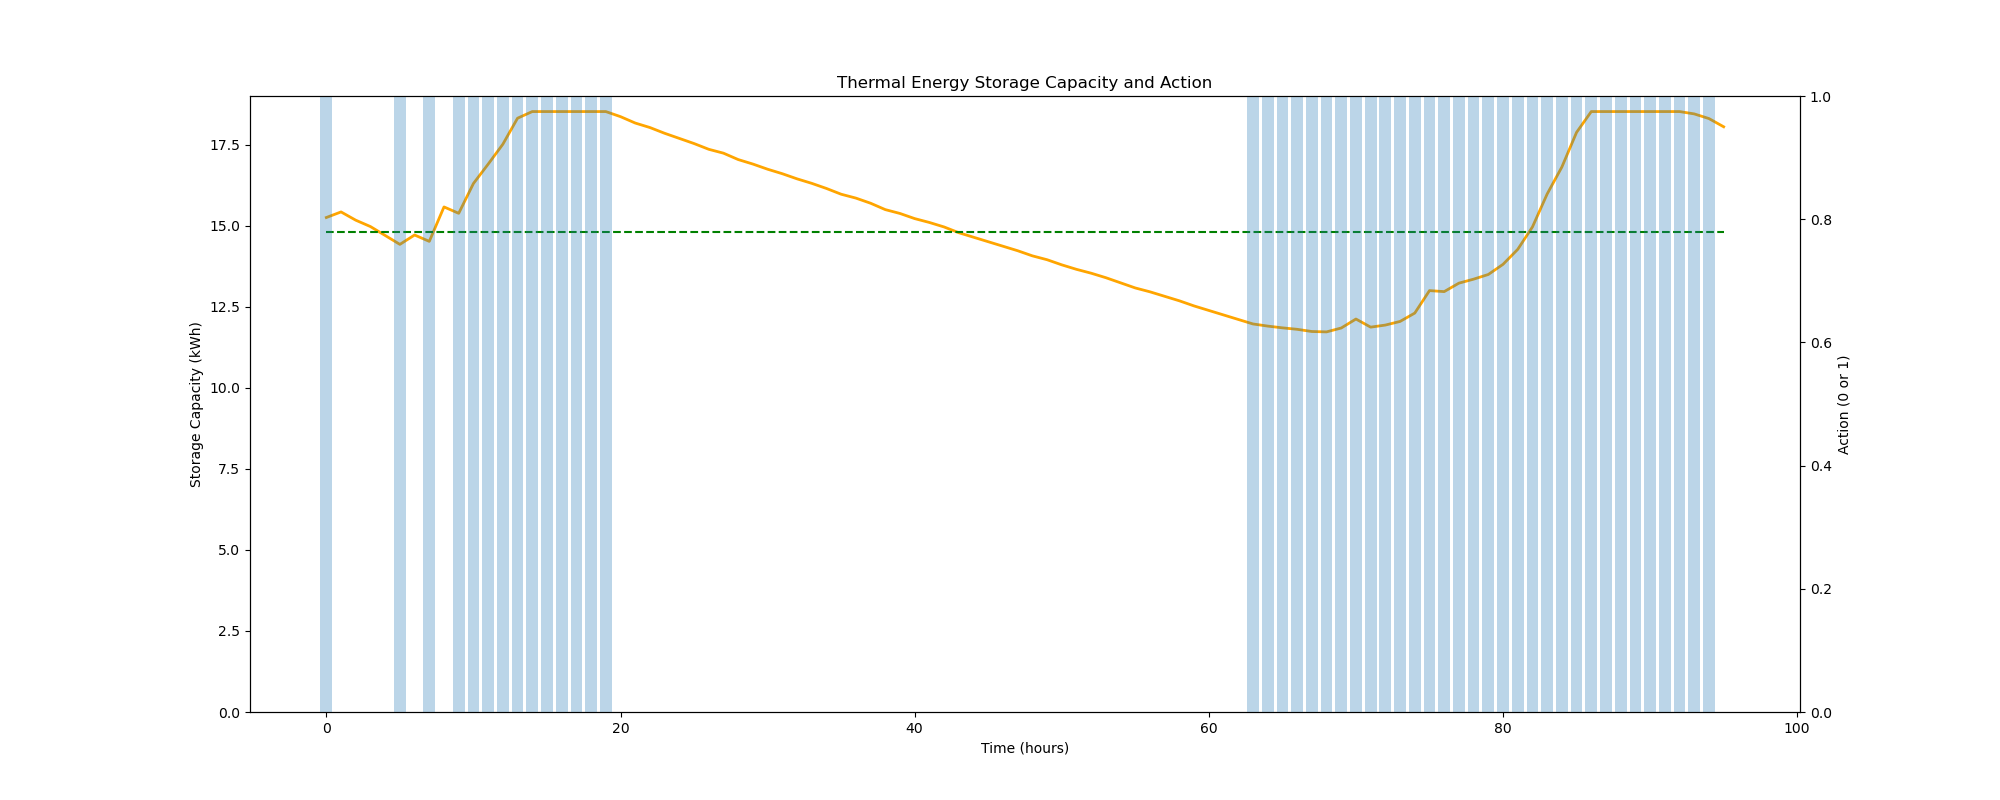 Thermal Energy Storage Capacity and Action
17.5
15.0
12.5
10.0
7.5
5.0
2.5
0.0
Storage Capacity (kWh)
1.0
0.8
0.6
0.4
0.2
0.0
Action (0 or 1)
0 20 40 60 80 100
Time (hours)